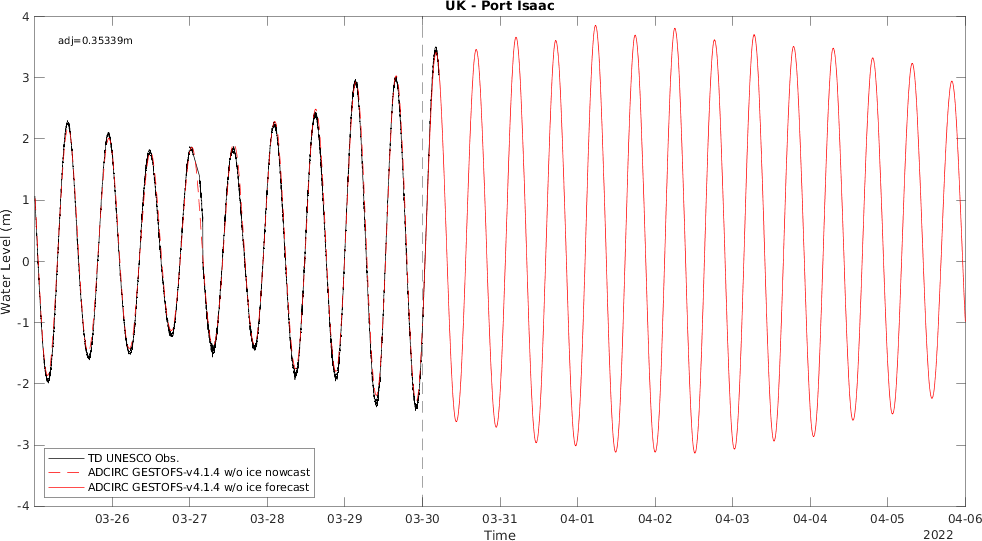 UK - Port Isaac
adj=0.35339m
Water Level (m)
4
3
2
1
0
-1
-2
-3
-4
TD UNESCO Obs.
ADCIRC GESTOFS-v4.1.4 w/o ice nowcast
ADCIRC GESTOFS-v4.1.4 w/o ice forecast
03-26 03-27 03-28 03-29 03-30 03-31 04-01 04-02 04-03 04-04 04-05 04-06
Time
2022